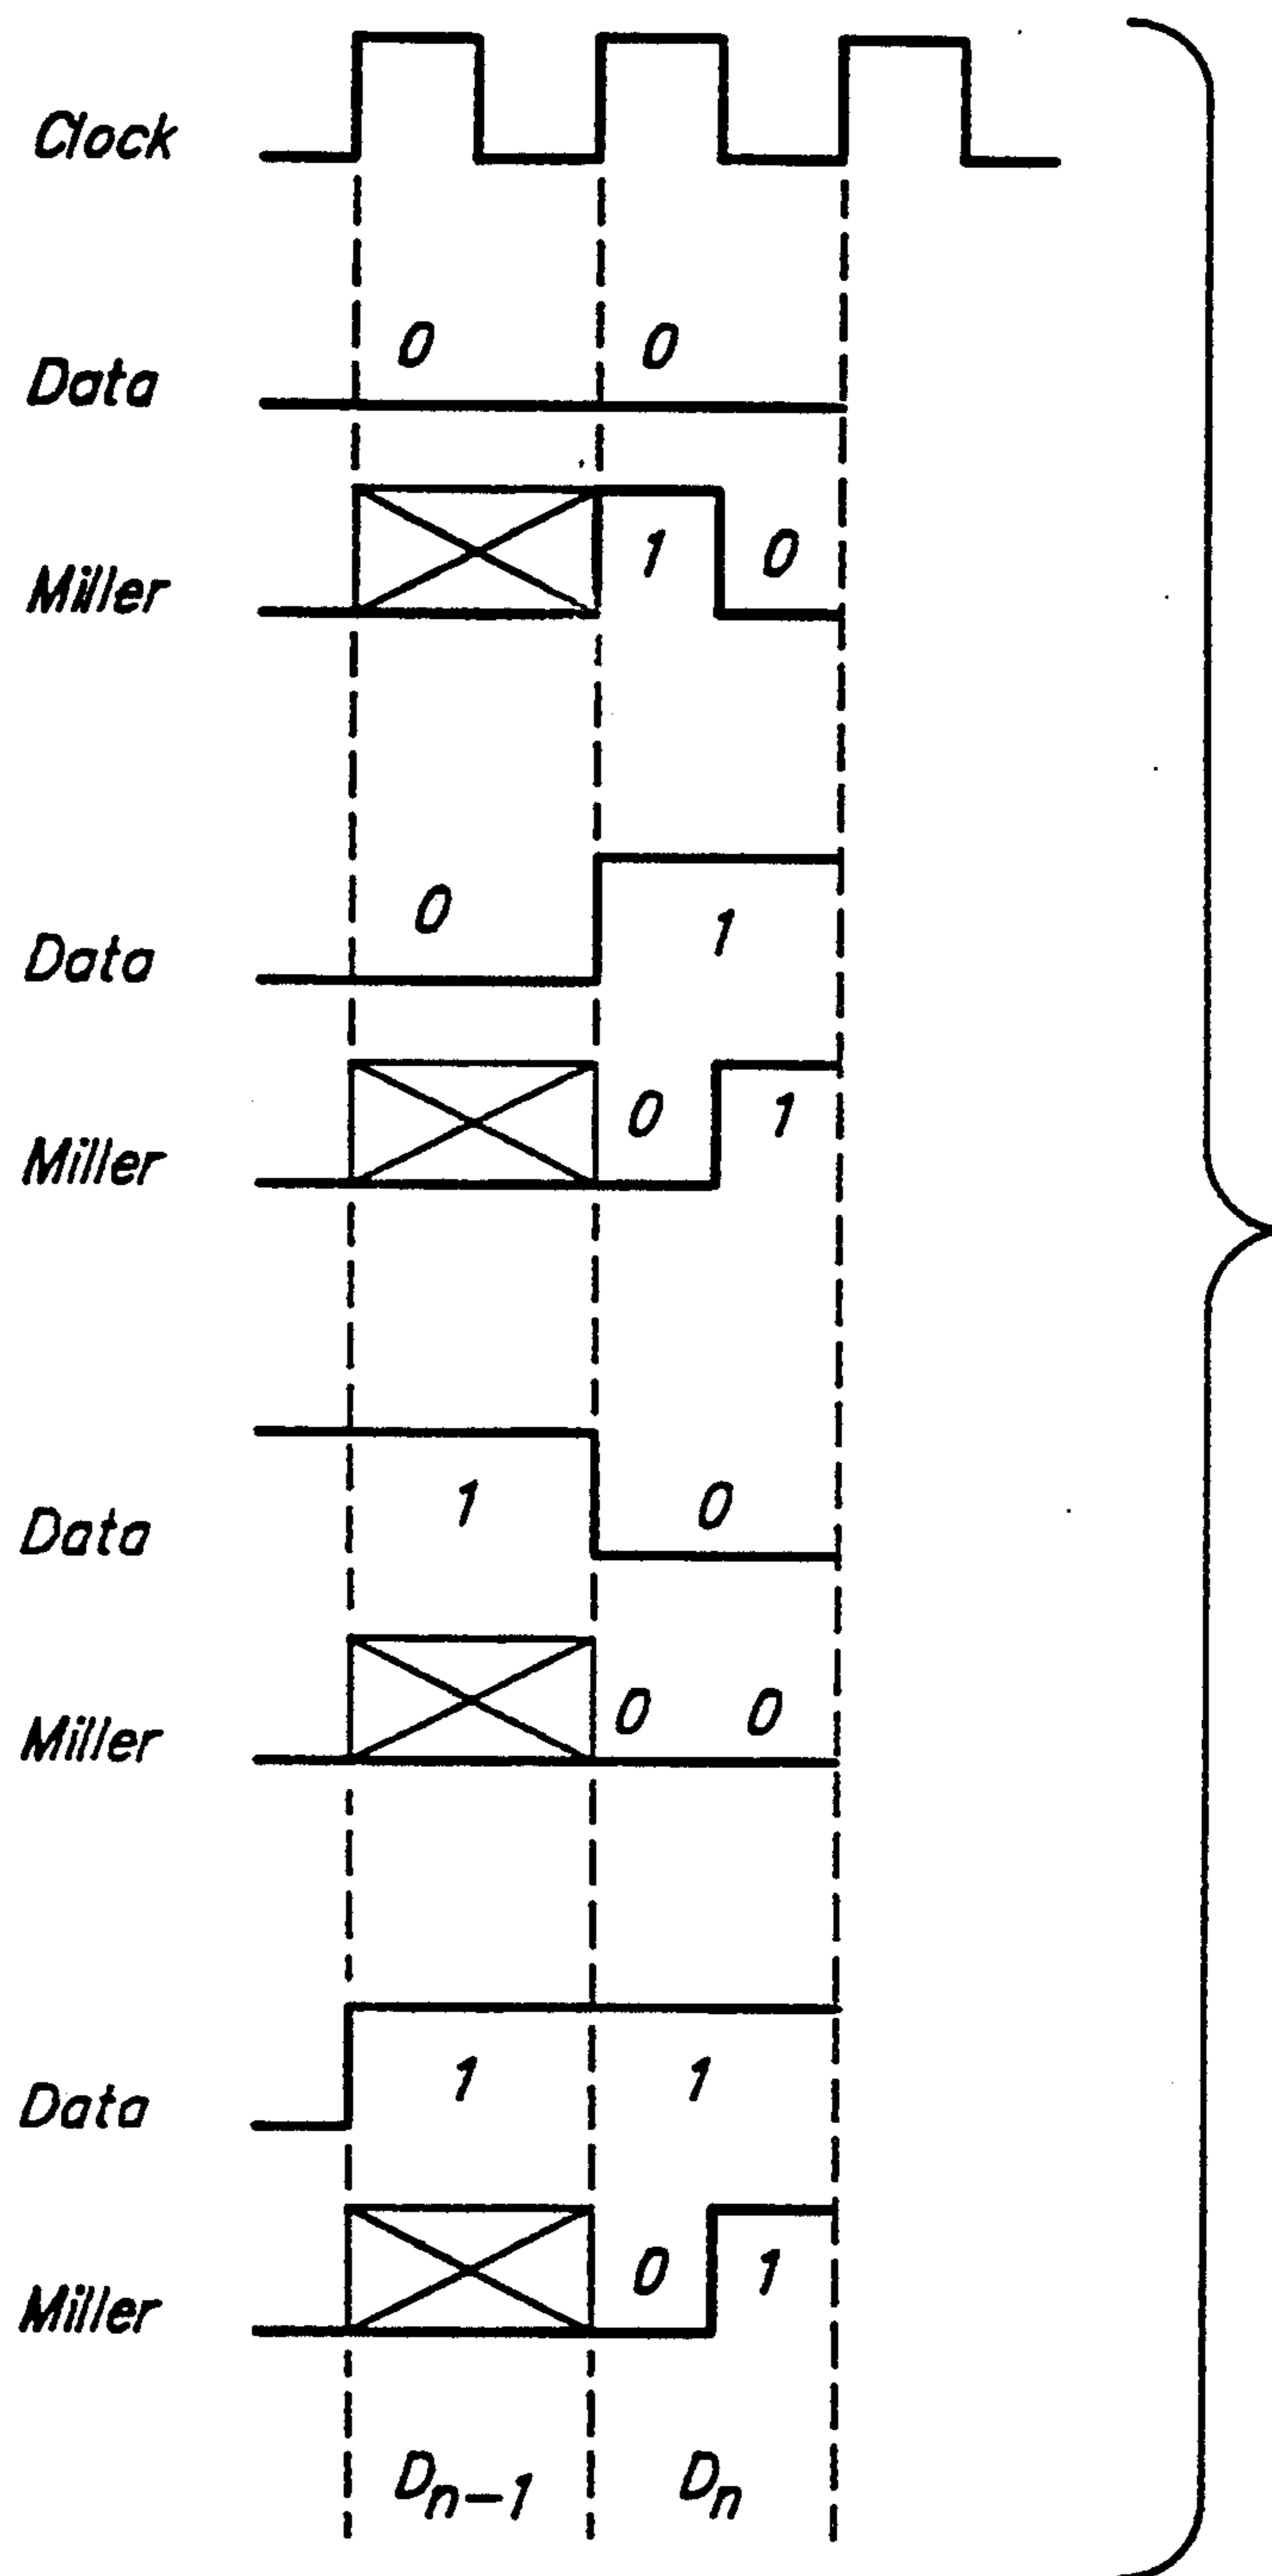 Clock
Data 0 0
Miller 1 0
Data 0 1
Miller 0 1
Data 1 0
Miller 0 0
Data 1 1
Miller 0 1
Dn-1 Dn